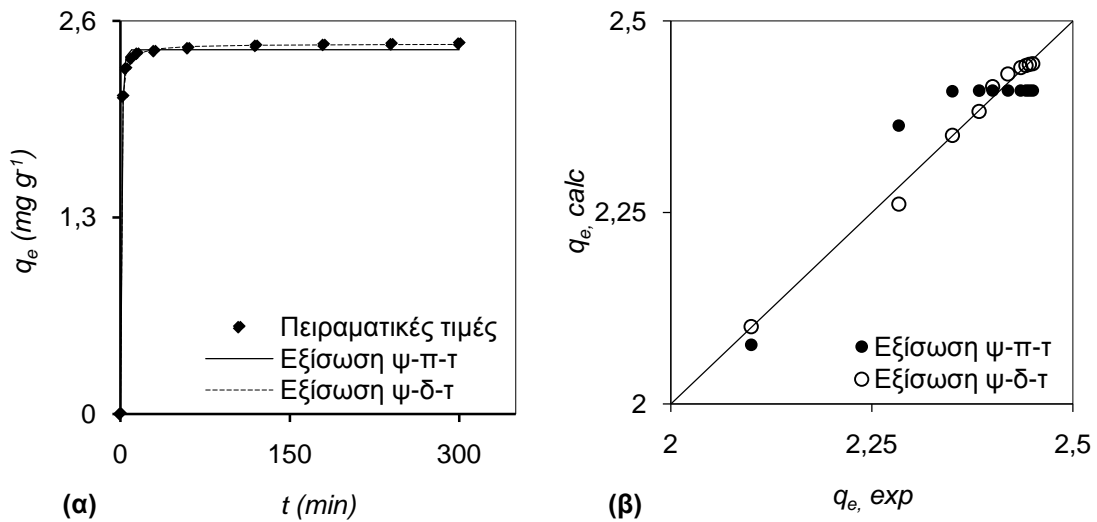 2,6
1,3
0
q_e (mg g⁻¹)
Πειραματικές τιμές
Εξίσωση ψ-π-τ
Εξίσωση ψ-δ-τ
0 150 300
(α) t (min)
2,5
2,25
2
q_e, calc
Εξίσωση ψ-π-τ
Εξίσωση ψ-δ-τ
2 2,25 2,5
(β) q_e, exp